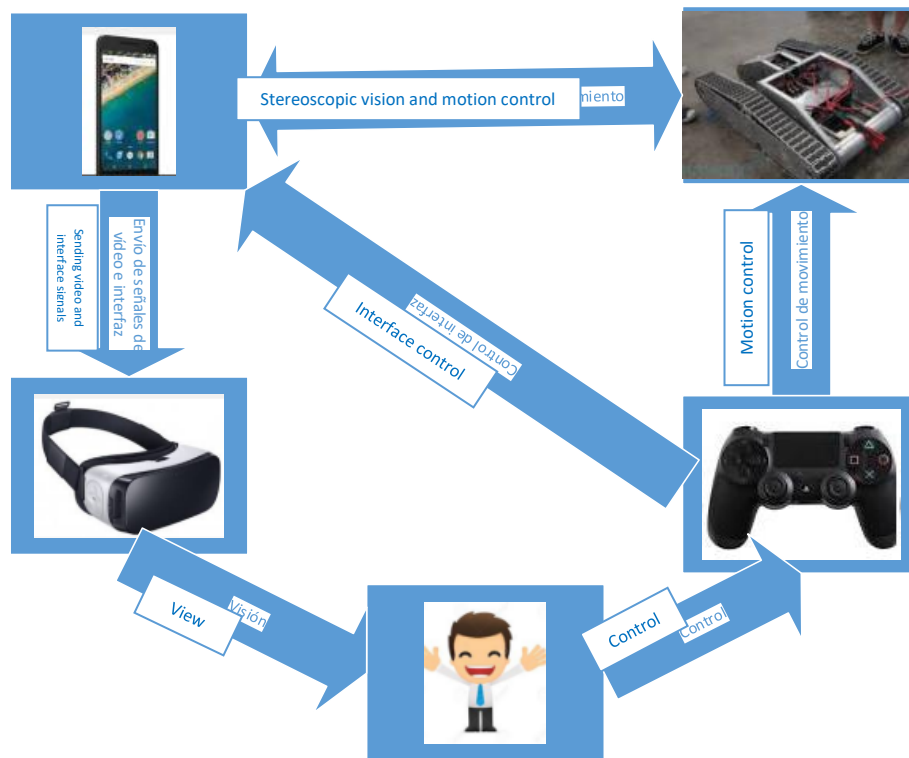 Stereoscopic vision and motion control
miento
Sending video and
interface signals
Envío de señales de
vídeo e interfaz
Interface control
Control de interfaz
Motion control
Control de movimiento
View
Visión
Control
Control